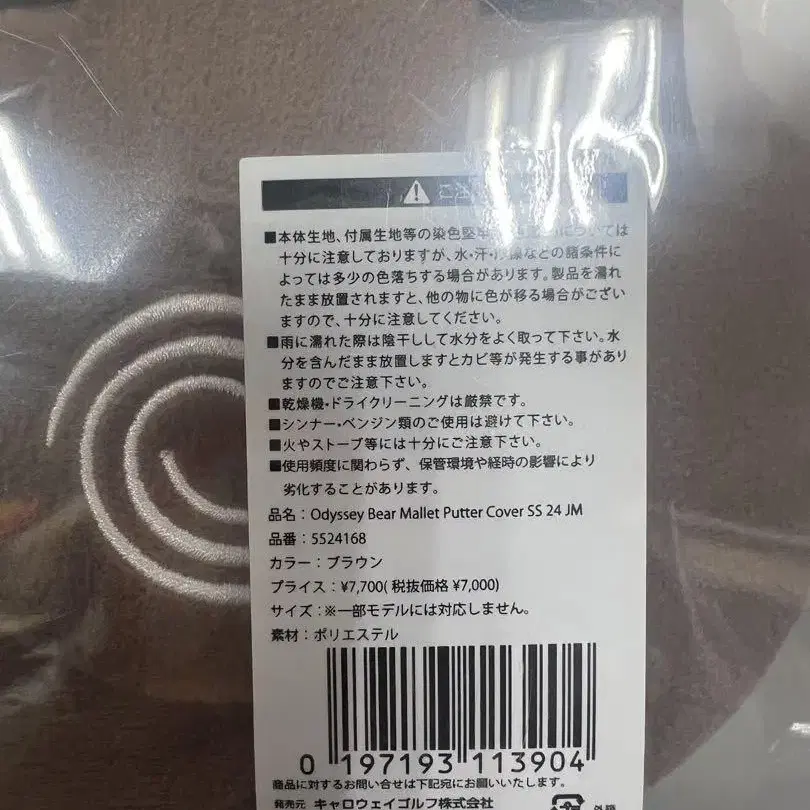 ■本体生地、付属生地等の染色堅牢 ついては
十分に注意しておりますが、水・汗・ 擦などの諸条件に
よっては多少の色落ちする場合があります。製品を濡れ
たまま放置されますと、他の物に色が移る場合がござい
ますので、十分に注意してください。
■雨に濡れた際は陰干しして水分をよく取って下さい。水
分を含んだまま放置しますとカビ等が発生する事があり
ますのでご注意下さい。
■乾燥機・ドライクリーニングは厳禁です。
■シンナー・ベンジン類のご使用は避けて下さい。
■火やストーブ等には十分にご注意下さい。
■使用頻度に関わらず、保管環境や経時の影響により
劣化することがあります。
品名：Odyssey Bear Mallet Putter Cover SS 24 JM
品番：5524168
カラー：ブラウン
プライス：¥7,700( 税抜価格 ¥7,000)
サイズ：※一部モデルには対応しません。
素材：ポリエステル
0 197193 113904
商品に対するお問い合せは下記宛にお願いいたします。
発売元 キャロウェイゴルフ株式会社
外箱